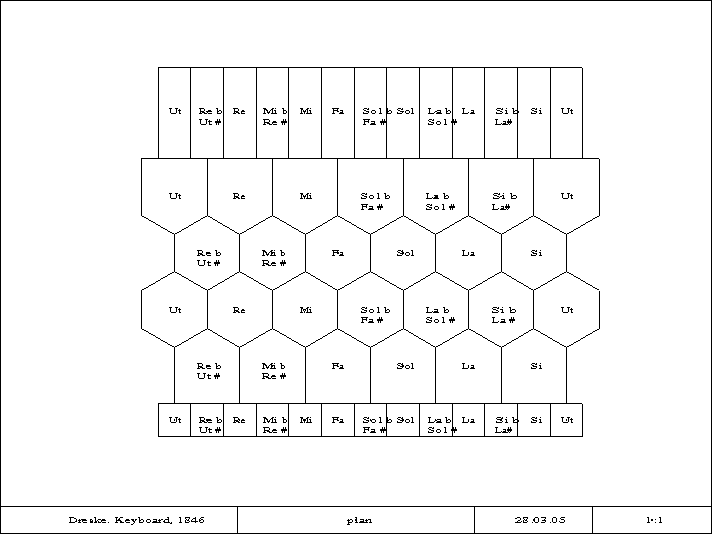 Ut Re b Re Mi b Mi Fa Sol b Sol La b La Si b Si Ut
Ut # Re # Fa # Sol # La#
Ut Re Mi Sol b La b Si b Ut
Fa # Sol # La#
Re b Mi b Fa Sol La Si
Ut # Re #
Ut Re Mi Sol b La b Si b Ut
Fa # Sol # La #
Re b Mi b Fa Sol La Si
Ut # Re #
Ut Re b Re Mi b Mi Fa Sol b Sol La b La Si b Si Ut
Ut # Re # Fa # Sol # La#
Dreske. Keyboard, 1846 plan 28.03.05 1:1